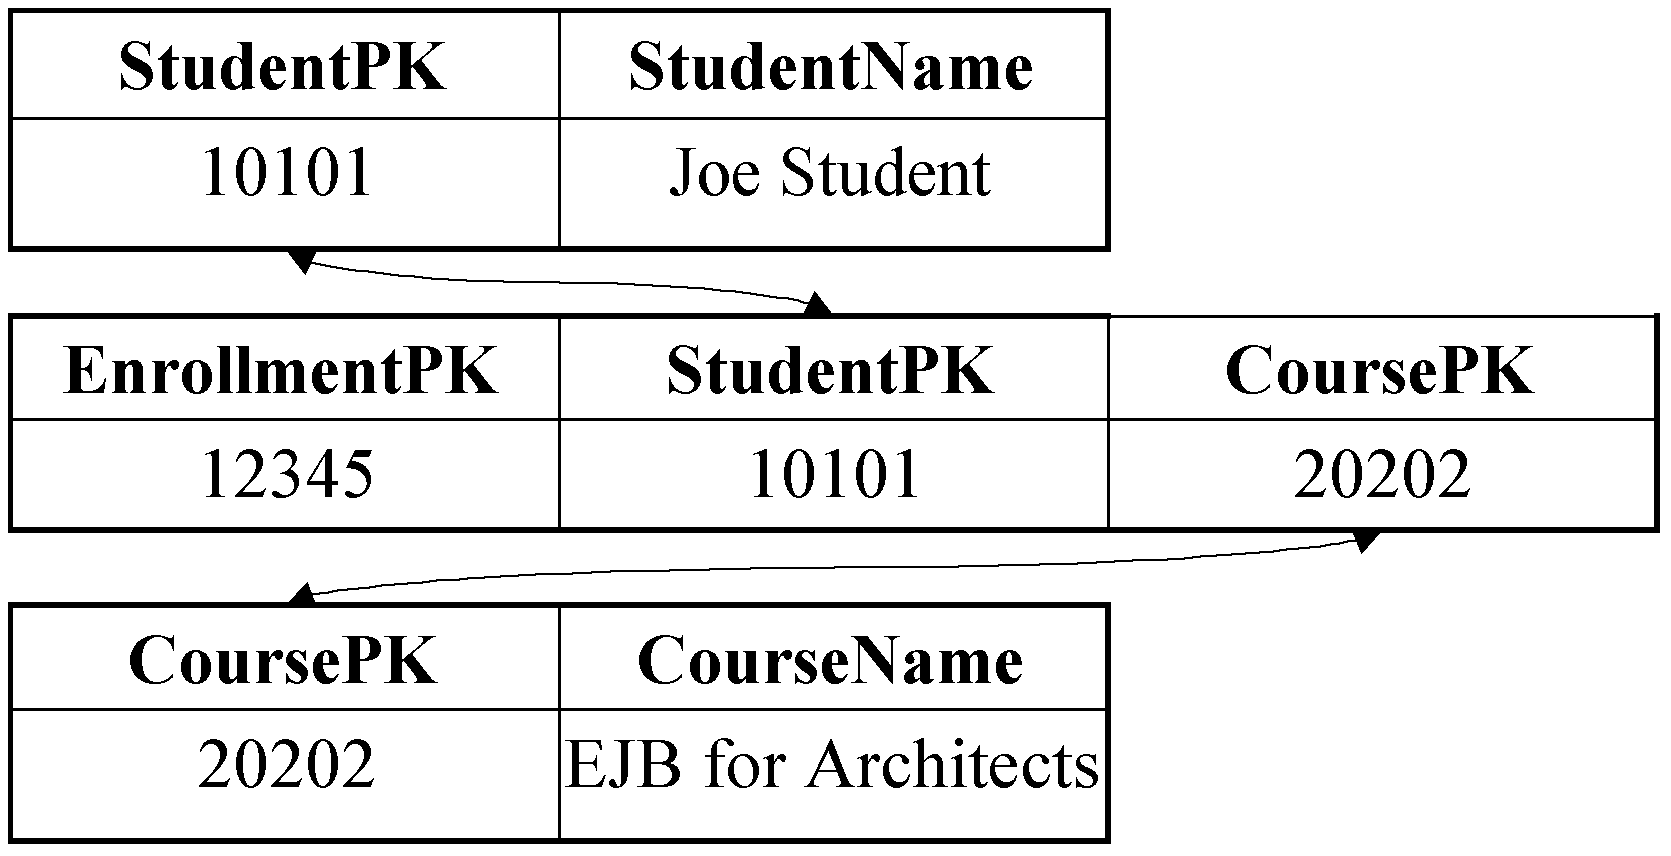 StudentPK StudentName
10101 Joe Student
EnrollmentPK StudentPK CoursePK
12345 10101 20202
CoursePK CourseName
20202 EJB for Architects